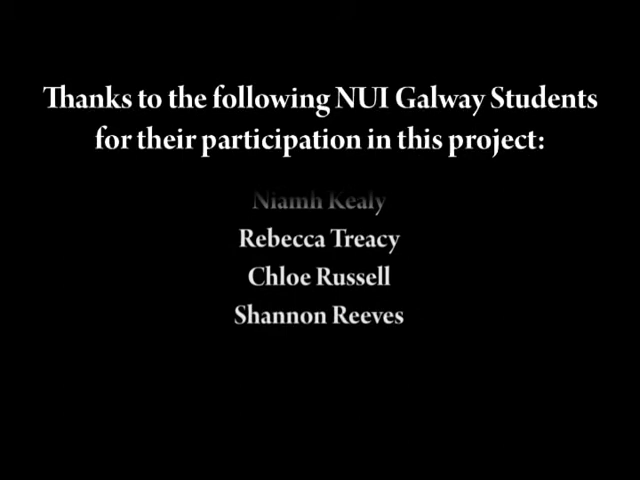 Thanks to the following NUI Galway Students
for their participation in this project:
Niamh Kealy
Rebecca Treacy
Chloe Russell
Shannon Reeves